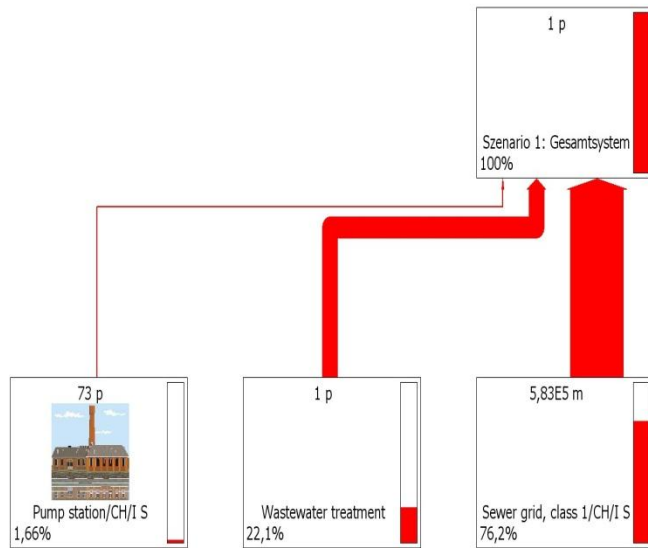 1 p
Szenario 1: Gesamtsystem
100%
73 p
Pump station/CH/I S
1,66%
1 p
Wastewater treatment
22,1%
5,83E5 m
Sewer grid, class 1/CH/I S
76,2%